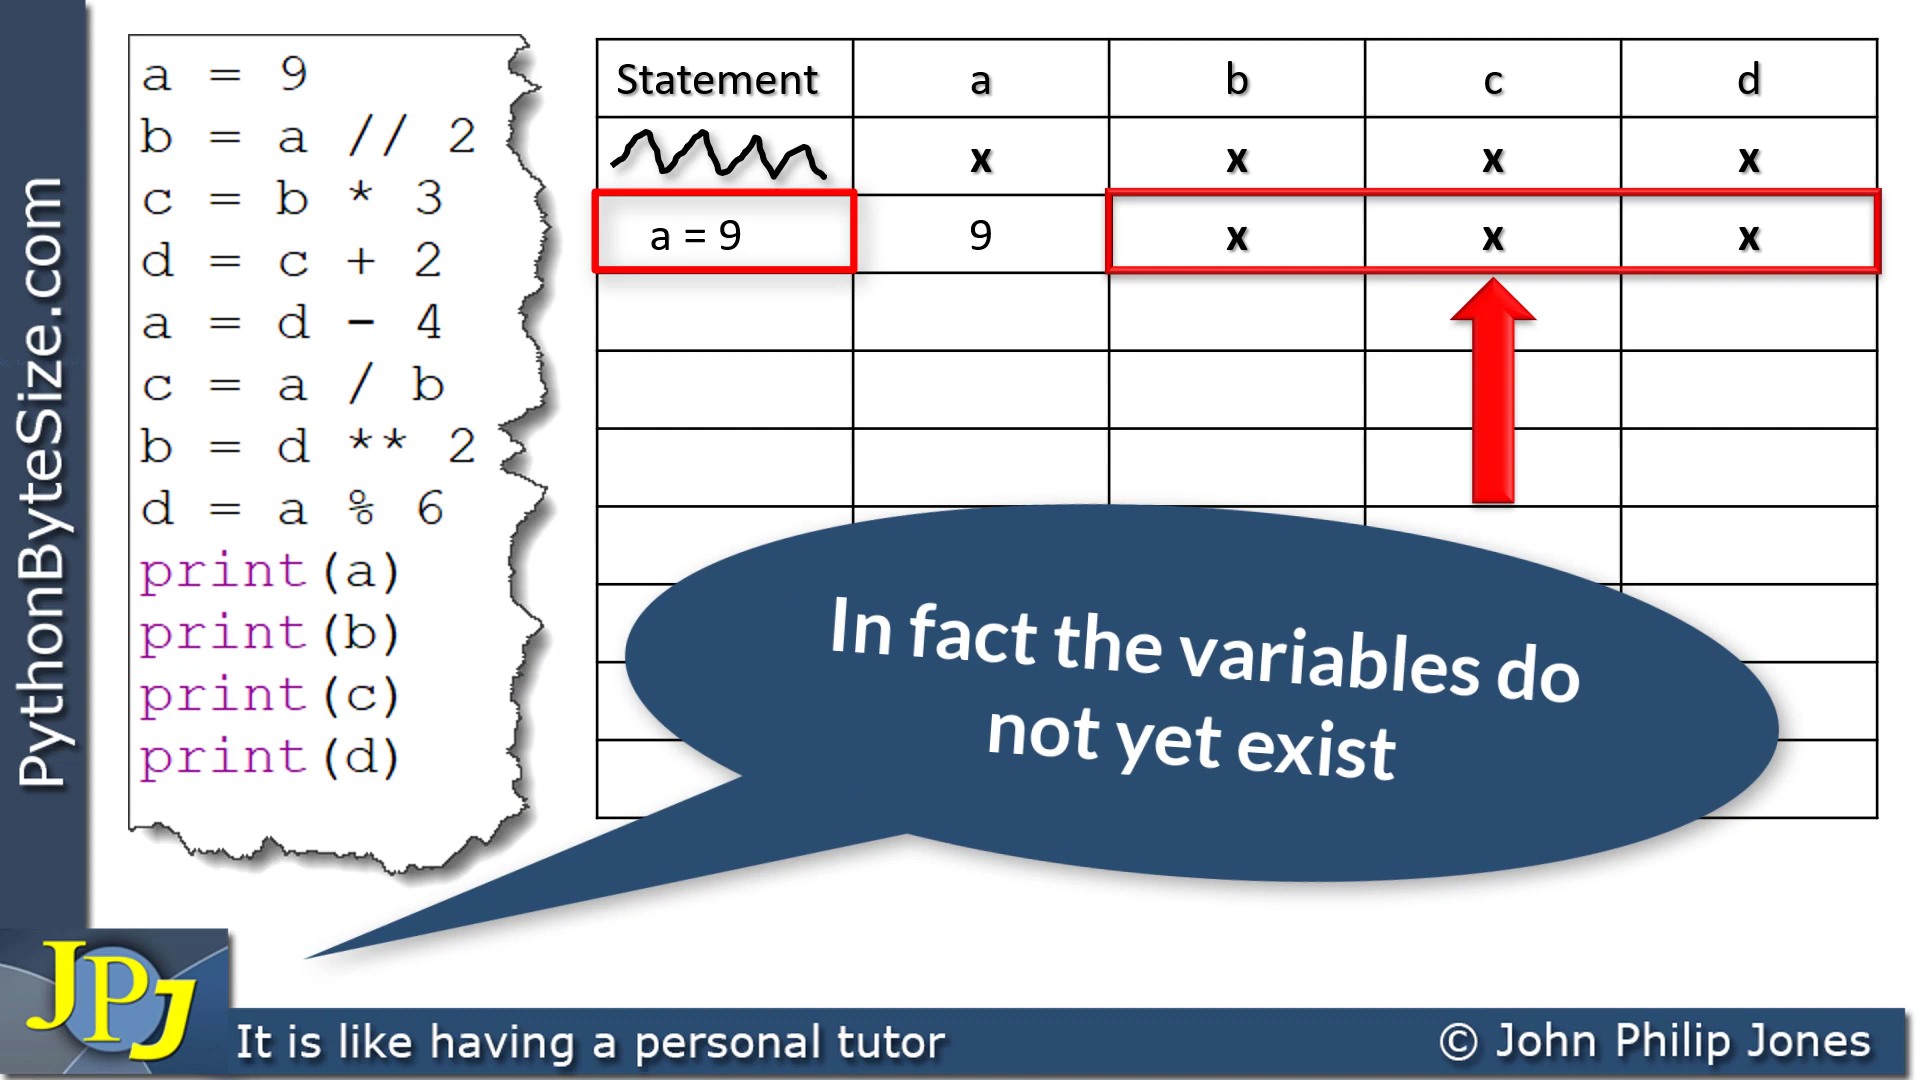 PythonByteSize.com
a = 9
b = a // 2
c = b * 3
d = c + 2
a = d - 4
c = a / b
b = d ** 2
d = a % 6
print(a)
print(b)
print(c)
print(d)
Statement a b c d
x x x x
a = 9 9 x x x
In fact the variables do
not yet exist
JPJ
It is like having a personal tutor
© John Philip Jones